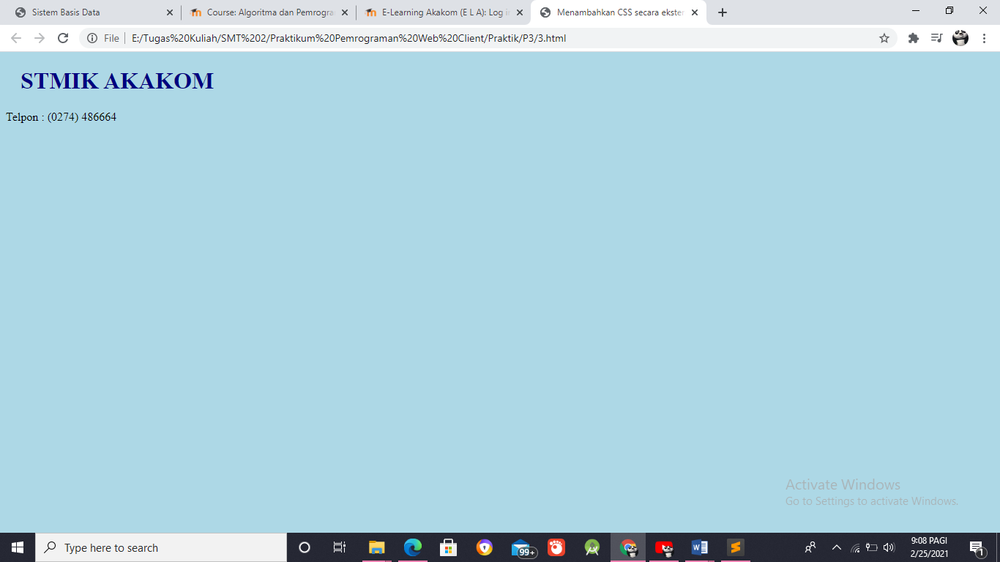 Sistem Basis Data
Course: Algoritma dan Pemrogra
E-Learning Akakom (E L A): Log i
Menambahkan CSS secara ekster
File
E:/Tugas%20Kuliah/SMT%202/Praktikum%20Pemrograman%20Web%20Client/Praktik/P3/3.html
STMIK AKAKOM
Telpon : (0274) 486664
Activate Windows
Go to Settings to activate Windows.
Type here to search
99+
9:08 PAGI
2/25/2021
1